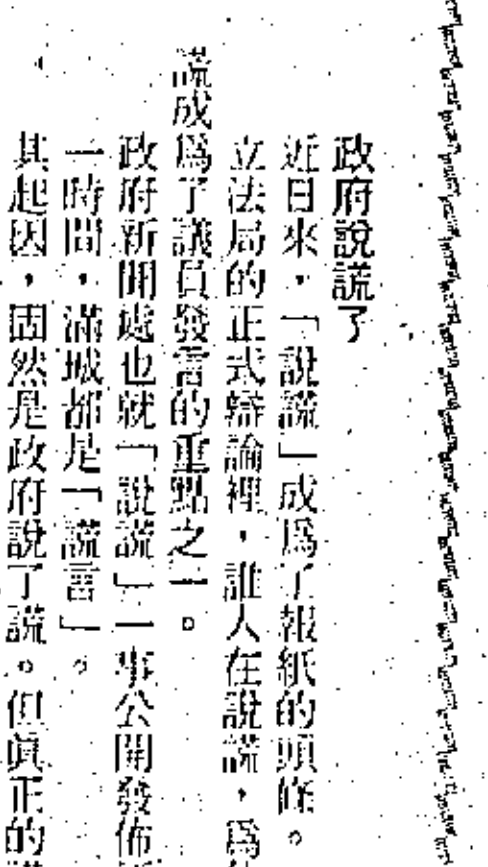 政府說謊了
近日來，「說謊」成爲了報紙的頭條。
立法局的正式辯論裡，誰人在說謊，爲
謊成爲了議員發言的重點之一。
政府新聞處也就「說謊」一事公開發佈
一時間，滿城都是「謊言」。
其起因，固然是政府說了謊。但眞正的